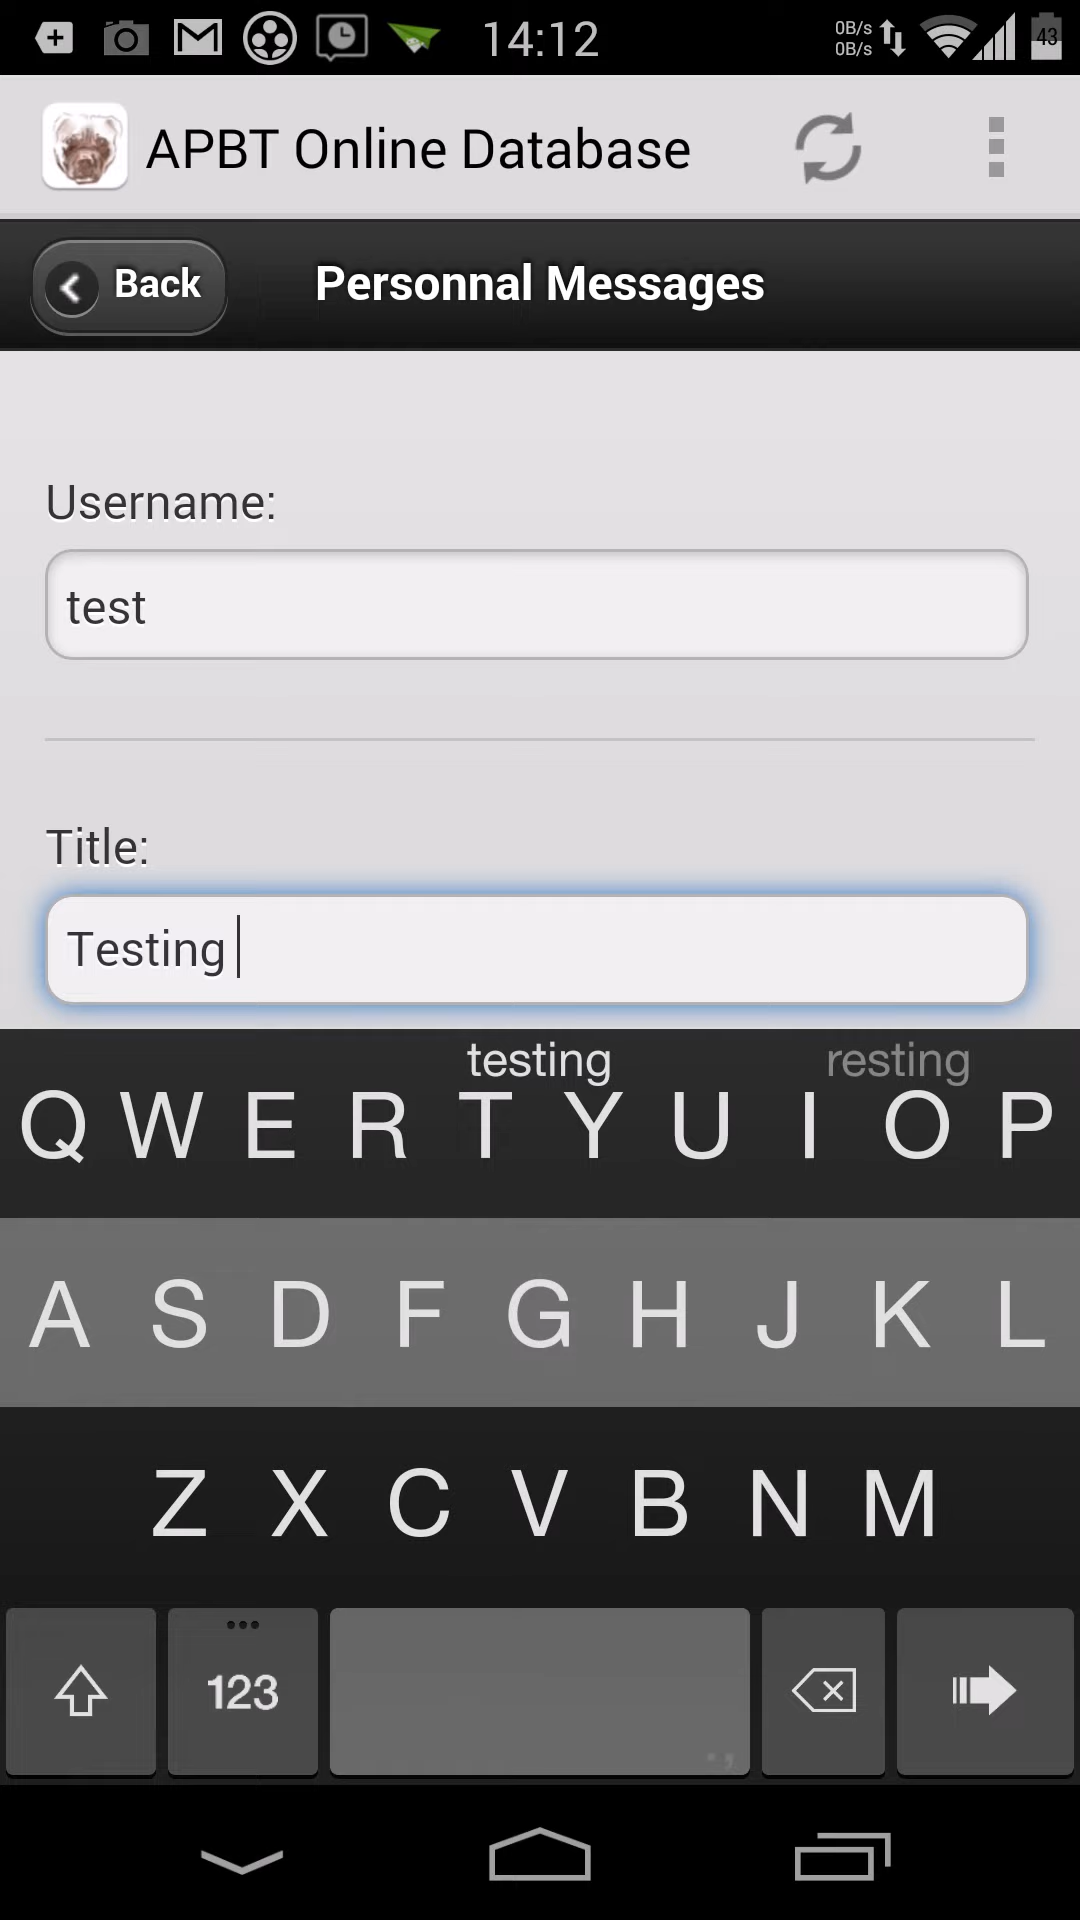 14:12
0B/s
0B/s
43
APBT Online Database
Back
Personnal Messages
Username:
test
Title:
Testing
testing resting
Q W E R T Y U I O P
A S D F G H J K L
Z X C V B N M
123
. ,